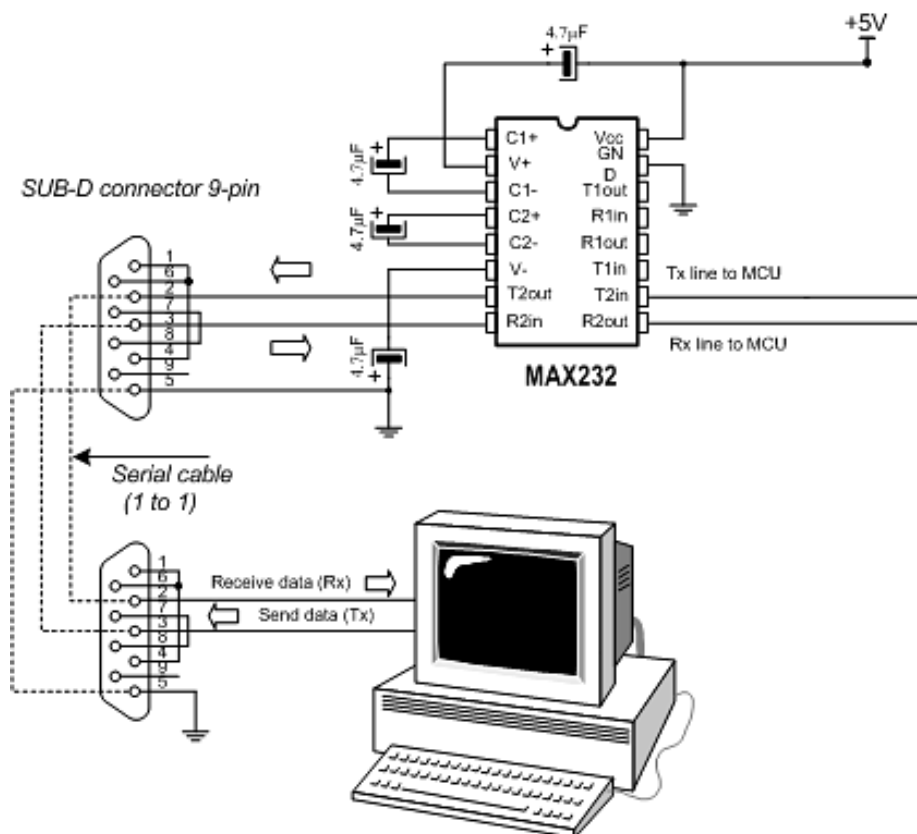 4.7µF
+
+5V
C1+
Vcc
V+
GN
D
C1-
T1out
C2+
R1in
C2-
R1out
V-
T1in
T2out
T2in
R2in
R2out
+
4.7µF
+
4.7µF
4.7µF
+
MAX232
Tx line to MCU
Rx line to MCU
SUB-D connector 9-pin
1
6
2
7
3
8
4
9
5
Serial cable
(1 to 1)
1
6
2
7
3
8
4
9
5
Receive data (Rx)
Send data (Tx)